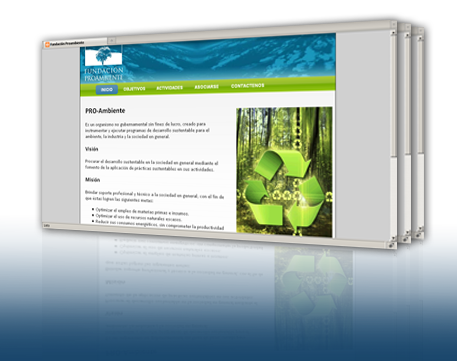 Fundación Proambiente
FUNDACION
PROAMBIENTE
INICIO OBJETIVOS ACTIVIDADES ASOCIARSE CONTACTENOS
PRO-Ambiente
Es un organismo no gubernamental sin fines de lucro, creado para
instrumentar y ejecutar programas de desarrollo sustentable para el
ambiente, la industria y la sociedad en general.
Visión
Procurar el desarrollo sustentable en la sociedad en general mediante el
fomento de la aplicación de practicas sustentables en sus actividades.
Misión
Brindar soporte profesional y tecnico a la sociedad en general, con el fin de
que estas logren las siguientes metas:
Optimizar el empleo de materias primas e insumos.
Optimizar el uso de recursos naturales escasos.
Reducir sus consumos energéticos, sin comprometer la productividad